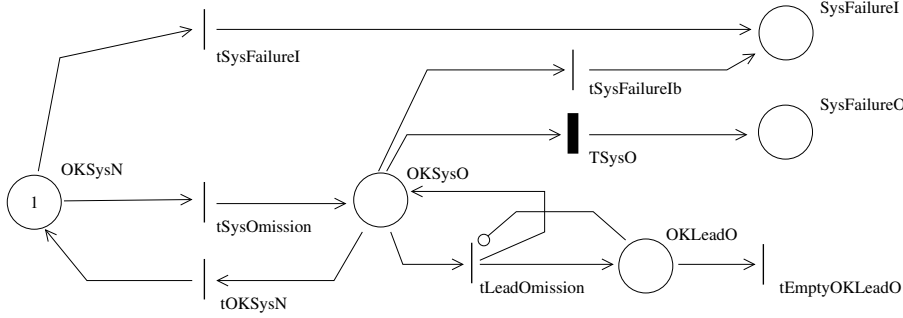 SysFailureI
tSysFailureI
tSysFailureIb
SysFailureO
TSysO
OKSysN
OKSysO
1
tSysOmission
OKLeadO
tLeadOmission
tEmptyOKLeadO
tOKSysN